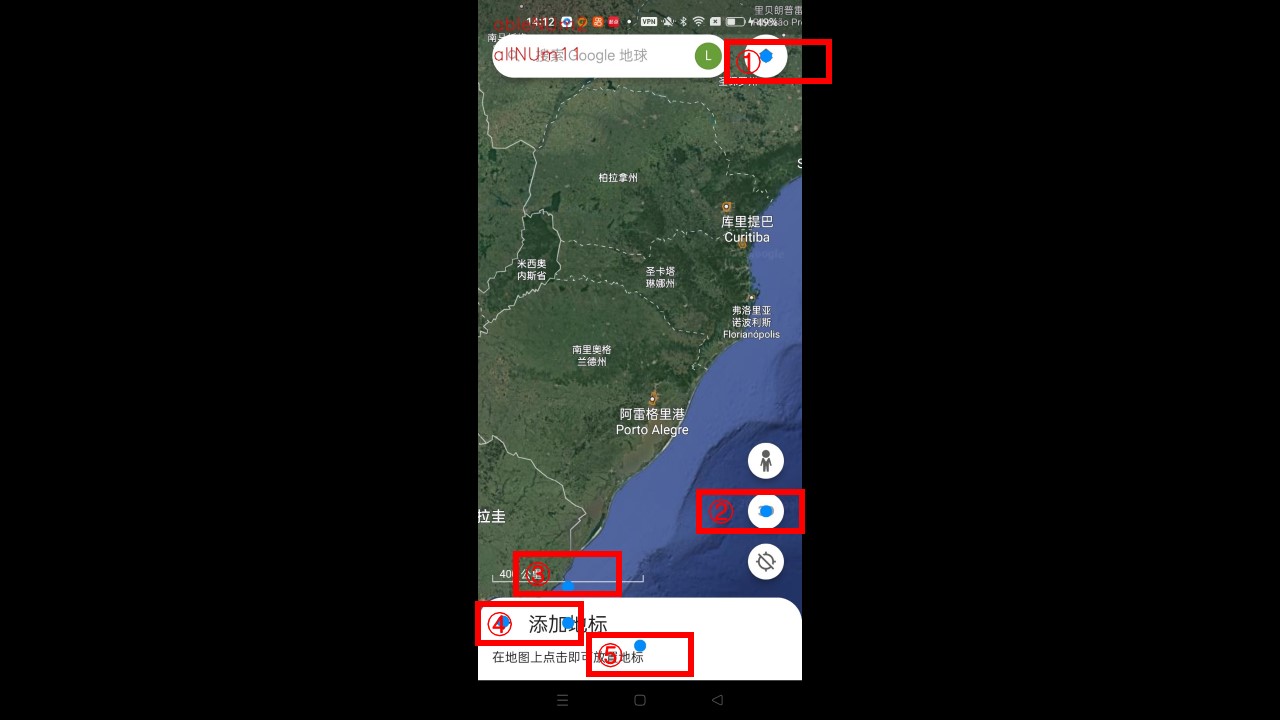 里贝朗普雷
14:12
VPN
49%
南马
搜索 Google 地球
L
allNUm11
①
柏拉拿州
库里提巴
Curitiba
米西奥
内斯省
圣卡塔
琳娜州
弗洛里亚
诺波利斯
Florianópolis
南里奥格
兰德州
阿雷格里港
Porto Alegre
②
拉圭
400 公里
③
④
添加地标
⑤
在地图上点击即可放置地标